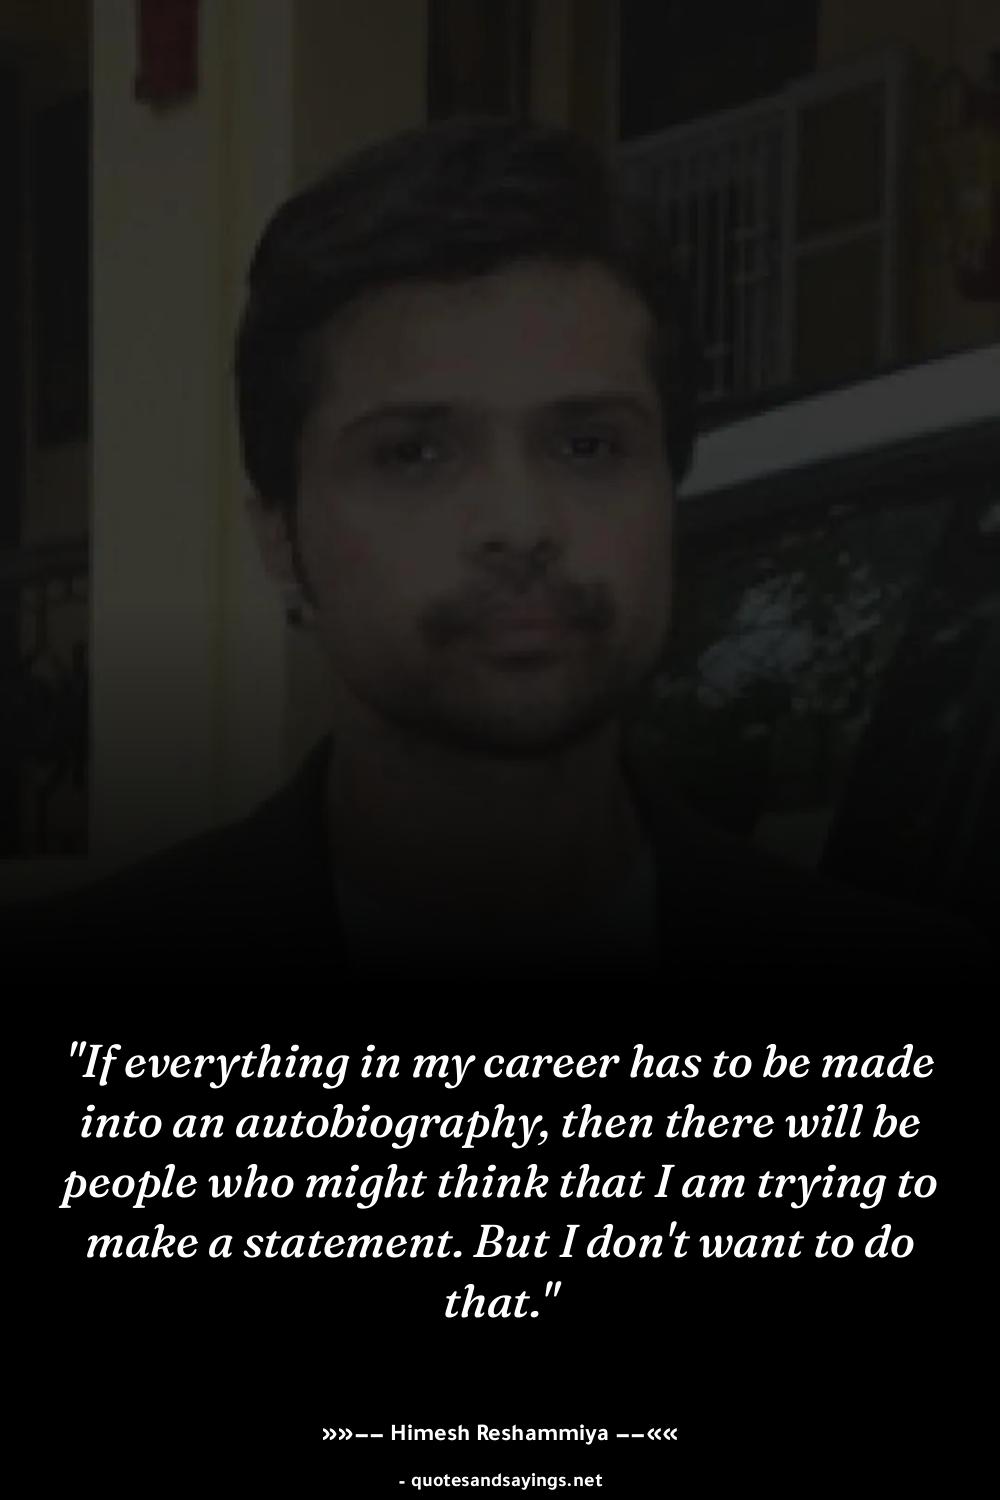 "If everything in my career has to be made
into an autobiography, then there will be
people who might think that I am trying to
make a statement. But I don't want to do
that."
»»–– Himesh Reshammiya ––««
- quotesandsayings.net